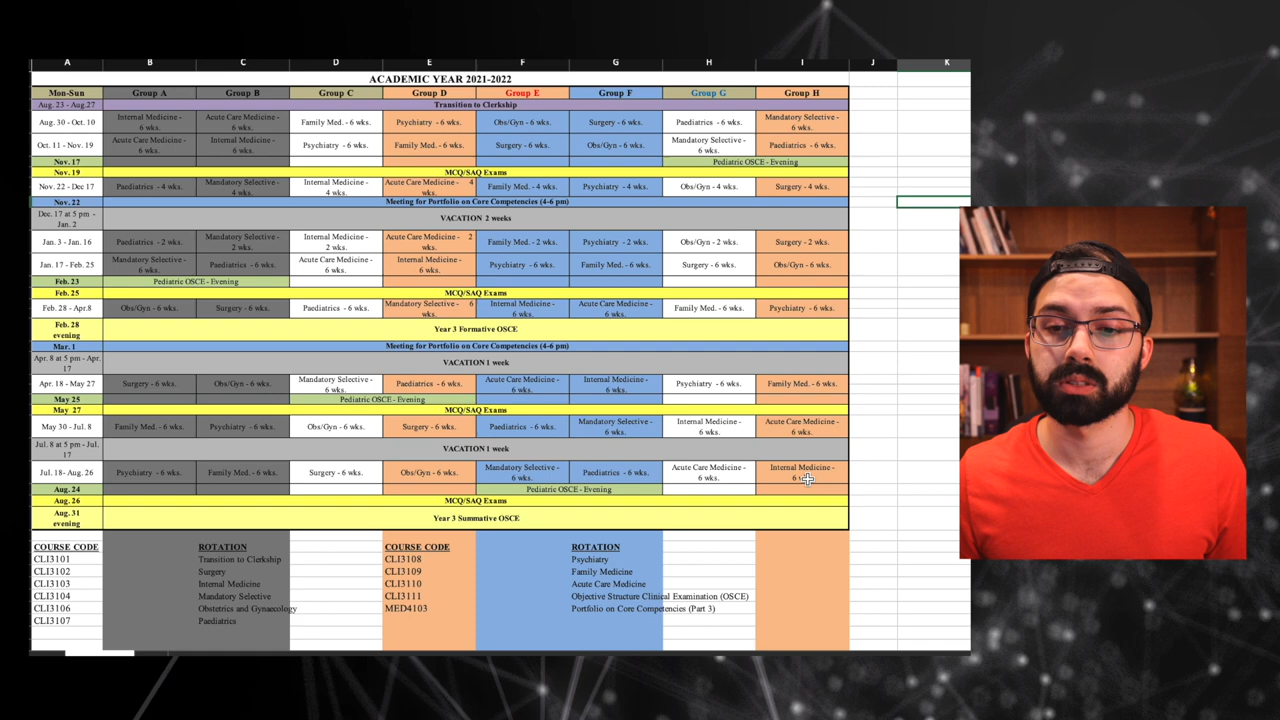 A B C D E F G H I J K
ACADEMIC YEAR 2021-2022
Mon-Sun Group A Group B Group C Group D Group E Group F Group G Group H
Aug. 23 - Aug.27 Transition to Clerkship
Aug. 30 - Oct. 10 Internal Medicine - 6 wks. Acute Care Medicine - 6 wks. Family Med. - 6 wks. Psychiatry - 6 wks. Obs/Gyn - 6 wks. Surgery - 6 wks. Paediatrics - 6 wks. Mandatory Selective - 6 wks.
Oct. 11 - Nov. 19 Acute Care Medicine - 6 wks. Internal Medicine - 6 wks. Psychiatry - 6 wks. Family Med. - 6 wks. Surgery - 6 wks. Obs/Gyn - 6 wks. Mandatory Selective - 6 wks. Paediatrics - 6 wks.
Nov. 17 Pediatric OSCE - Evening
Nov. 19 MCQ/SAQ Exams
Nov. 22 - Dec 17 Paediatrics - 4 wks. Mandatory Selective - 4 wks. Internal Medicine - 4 wks. Acute Care Medicine - 4 wks. Family Med. - 4 wks. Psychiatry - 4 wks. Obs/Gyn - 4 wks. Surgery - 4 wks.
Nov. 22 Meeting for Portfolio on Core Competencies (4-6 pm)
Dec. 17 at 5 pm - Jan. 2 VACATION 2 weeks
Jan. 3 - Jan. 16 Paediatrics - 2 wks. Mandatory Selective - 2 wks. Internal Medicine - 2 wks. Acute Care Medicine - 2 wks. Family Med. - 2 wks. Psychiatry - 2 wks. Obs/Gyn - 2 wks. Surgery - 2 wks.
Jan. 17 - Feb. 25 Mandatory Selective - 6 wks. Paediatrics - 6 wks. Acute Care Medicine - 6 wks. Internal Medicine - 6 wks. Psychiatry - 6 wks. Family Med. - 6 wks. Surgery - 6 wks. Obs/Gyn - 6 wks.
Feb. 23 Pediatric OSCE - Evening
Feb. 25 MCQ/SAQ Exams
Feb. 28 - Apr.8 Obs/Gyn - 6 wks. Surgery - 6 wks. Paediatrics - 6 wks. Mandatory Selective - 6 wks. Internal Medicine - 6 wks. Acute Care Medicine - 6 wks. Family Med. - 6 wks. Psychiatry - 6 wks.
Feb. 28 evening Year 3 Formative OSCE
Mar. 1 Meeting for Portfolio on Core Competencies (4-6 pm)
Apr. 8 at 5 pm - Apr. 17 VACATION 1 week
Apr. 18 - May 27 Surgery - 6 wks. Obs/Gyn - 6 wks. Mandatory Selective - 6 wks. Paediatrics - 6 wks. Acute Care Medicine - 6 wks. Internal Medicine - 6 wks. Psychiatry - 6 wks. Family Med. - 6 wks.
May 25 Pediatric OSCE - Evening
May 27 MCQ/SAQ Exams
May 30 - Jul. 8 Family Med. - 6 wks. Psychiatry - 6 wks. Obs/Gyn - 6 wks. Surgery - 6 wks. Paediatrics - 6 wks. Mandatory Selective - 6 wks. Internal Medicine - 6 wks. Acute Care Medicine - 6 wks.
Jul. 8 at 5 pm - Jul. 17 VACATION 1 week
Jul. 18- Aug. 26 Psychiatry - 6 wks. Family Med. - 6 wks. Surgery - 6 wks. Obs/Gyn - 6 wks. Mandatory Selective - 6 wks. Paediatrics - 6 wks. Acute Care Medicine - 6 wks. Internal Medicine - 6
Aug. 24 Pediatric OSCE - Evening
Aug. 26 MCQ/SAQ Exams
Aug. 31 evening Year 3 Summative OSCE
COURSE CODE ROTATION COURSE CODE ROTATION
CLI3101 Transition to Clerkship CLI3108 Psychiatry
CLI3102 Surgery CLI3109 Family Medicine
CLI3103 Internal Medicine CLI3110 Acute Care Medicine
CLI3104 Mandatory Selective CLI3111 Objective Structure Clinical Examination (OSCE)
CLI3106 Obstetrics and Gynaecology MED4103 Portfolio on Core Competencies (Part 3)
CLI3107 Paediatrics